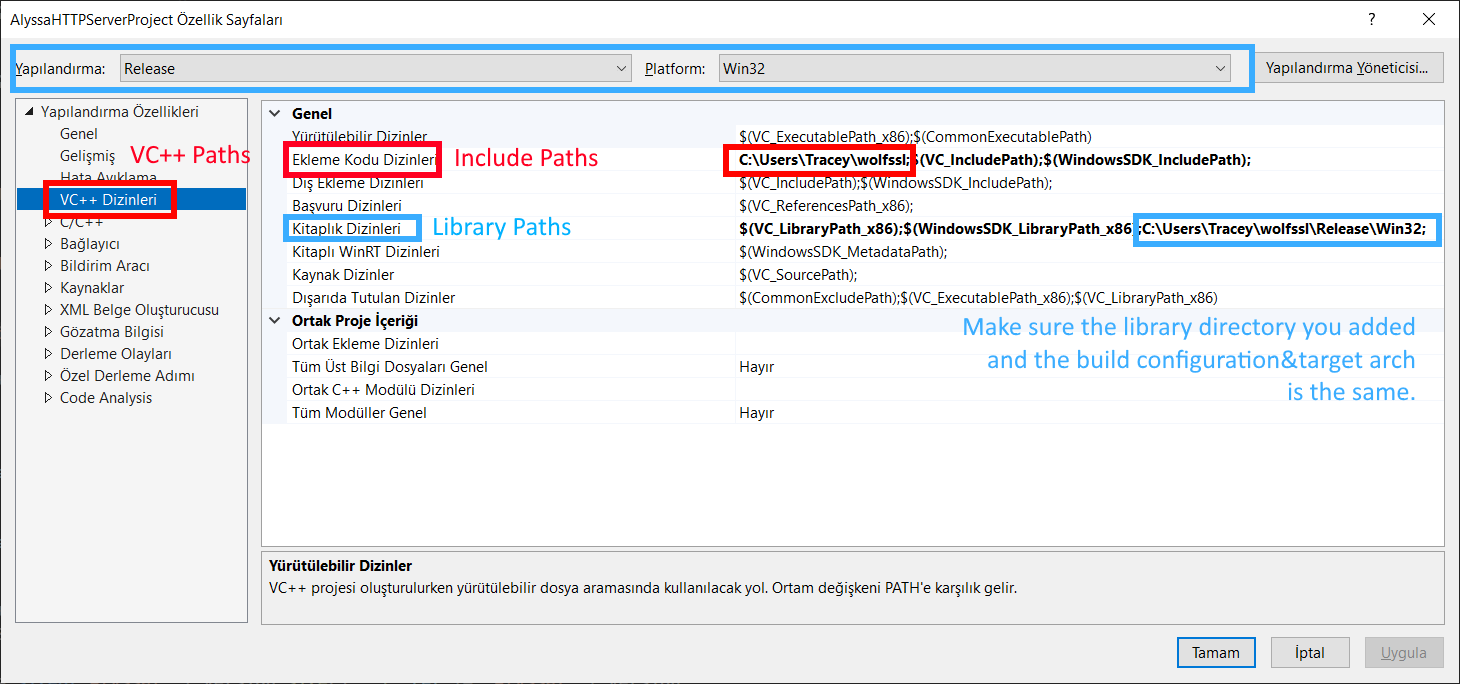 AlyssaHTTPServerProject Özellik Sayfaları
?
Yapılandırma: Release Platform: Win32 Yapılandırma Yöneticisi...
Yapılandırma Özellikleri
Genel
Gelişmiş
VC++ Paths
Hata Ayıklama
VC++ Dizinleri
C/C++
Bağlayıcı
Bildirim Aracı
Kaynaklar
XML Belge Oluşturucusu
Gözatma Bilgisi
Derleme Olayları
Özel Derleme Adımı
Code Analysis
Genel
Yürütülebilir Dizinler $(VC_ExecutablePath_x86);$(CommonExecutablePath)
Ekleme Kodu Dizinleri Include Paths C:\Users\Tracey\wolfssl;$(VC_IncludePath);$(WindowsSDK_IncludePath);
Dış Ekleme Dizinleri $(VC_IncludePath);$(WindowsSDK_IncludePath);
Başvuru Dizinleri $(VC_ReferencesPath_x86);
Kitaplık Dizinleri Library Paths $(VC_LibraryPath_x86);$(WindowsSDK_LibraryPath_x86);C:\Users\Tracey\wolfssl\Release\Win32;
Kitaplı WinRT Dizinleri $(WindowsSDK_MetadataPath);
Kaynak Dizinler $(VC_SourcePath);
Dışarıda Tutulan Dizinler $(CommonExcludePath);$(VC_ExecutablePath_x86);$(VC_LibraryPath_x86)
Ortak Proje İçeriği
Ortak Ekleme Dizinleri
Tüm Üst Bilgi Dosyaları Genel Hayır
Ortak C++ Modülü Dizinleri
Tüm Modüller Genel Hayır
Make sure the library directory you added
and the build configuration&target arch
is the same.
Yürütülebilir Dizinler
VC++ projesi oluşturulurken yürütülebilir dosya aramasında kullanılacak yol. Ortam değişkeni PATH'e karşılık gelir.
Tamam İptal Uygula